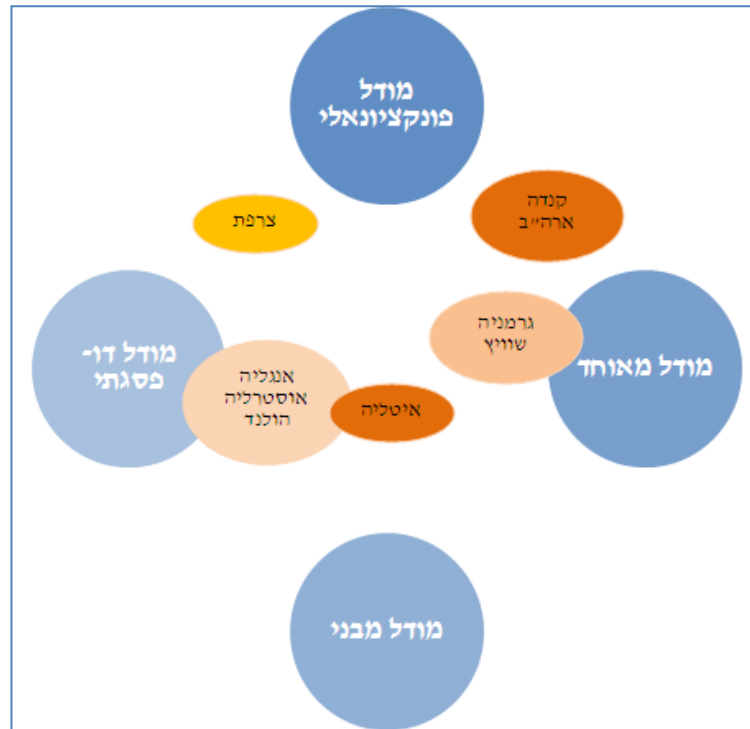 מודל
פונקציונאלי
קנדה
ארה״ב
צרפת
גרמניה
שוויץ
מודל מאוחד
מודל דו-
פסגתי
אנגליה
אוסטרליה
הולנד
איטליה
מודל מבני